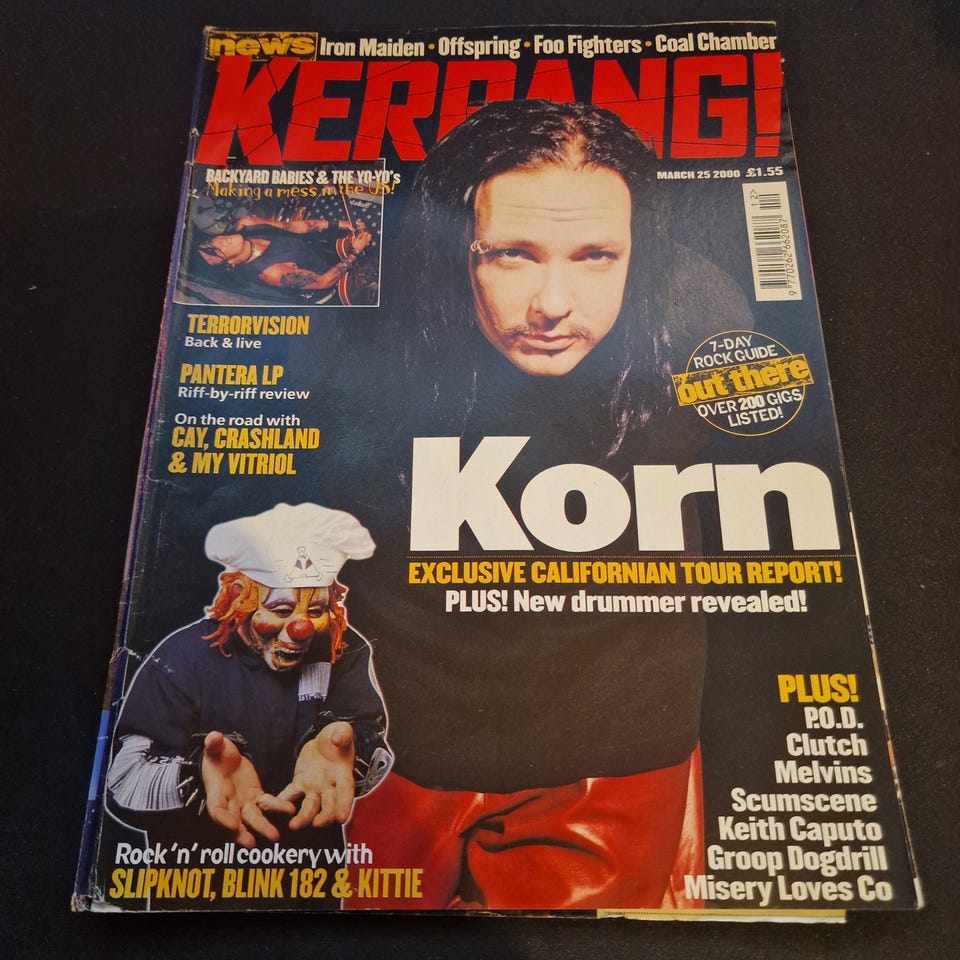 news Iron Maiden • Offspring • Foo Fighters • Coal Chamber
KERRANG!
MARCH 25 2000 £1.55
BACKYARD BABIES & THE YO-YO's
Making a mess in the US!
12>
9 770262 662087
TERRORVISION
Back & live
PANTERA LP
Riff-by-riff review
On the road with
CAY, CRASHLAND
& MY VITRIOL
7-DAY
ROCK GUIDE
out there
OVER 200 GIGS
LISTED!
Korn
EXCLUSIVE CALIFORNIAN TOUR REPORT!
PLUS! New drummer revealed!
PLUS!
P.O.D.
Clutch
Melvins
Scumscene
Keith Caputo
Groop Dogdrill
Misery Loves Co
Rock 'n' roll cookery with
SLIPKNOT, BLINK 182 & KITTIE